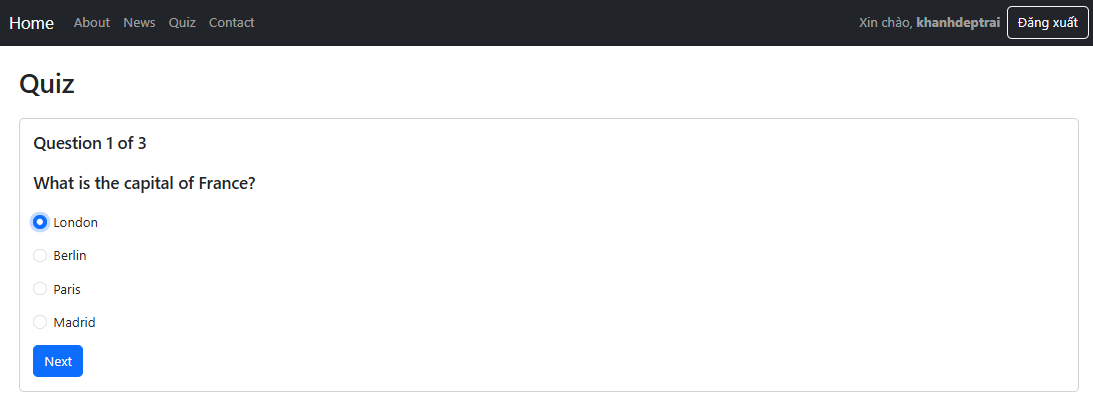 Home About News Quiz Contact Xin chào, khanhdeptrai Đăng xuất
Quiz
Question 1 of 3
What is the capital of France?
London
Berlin
Paris
Madrid
Next